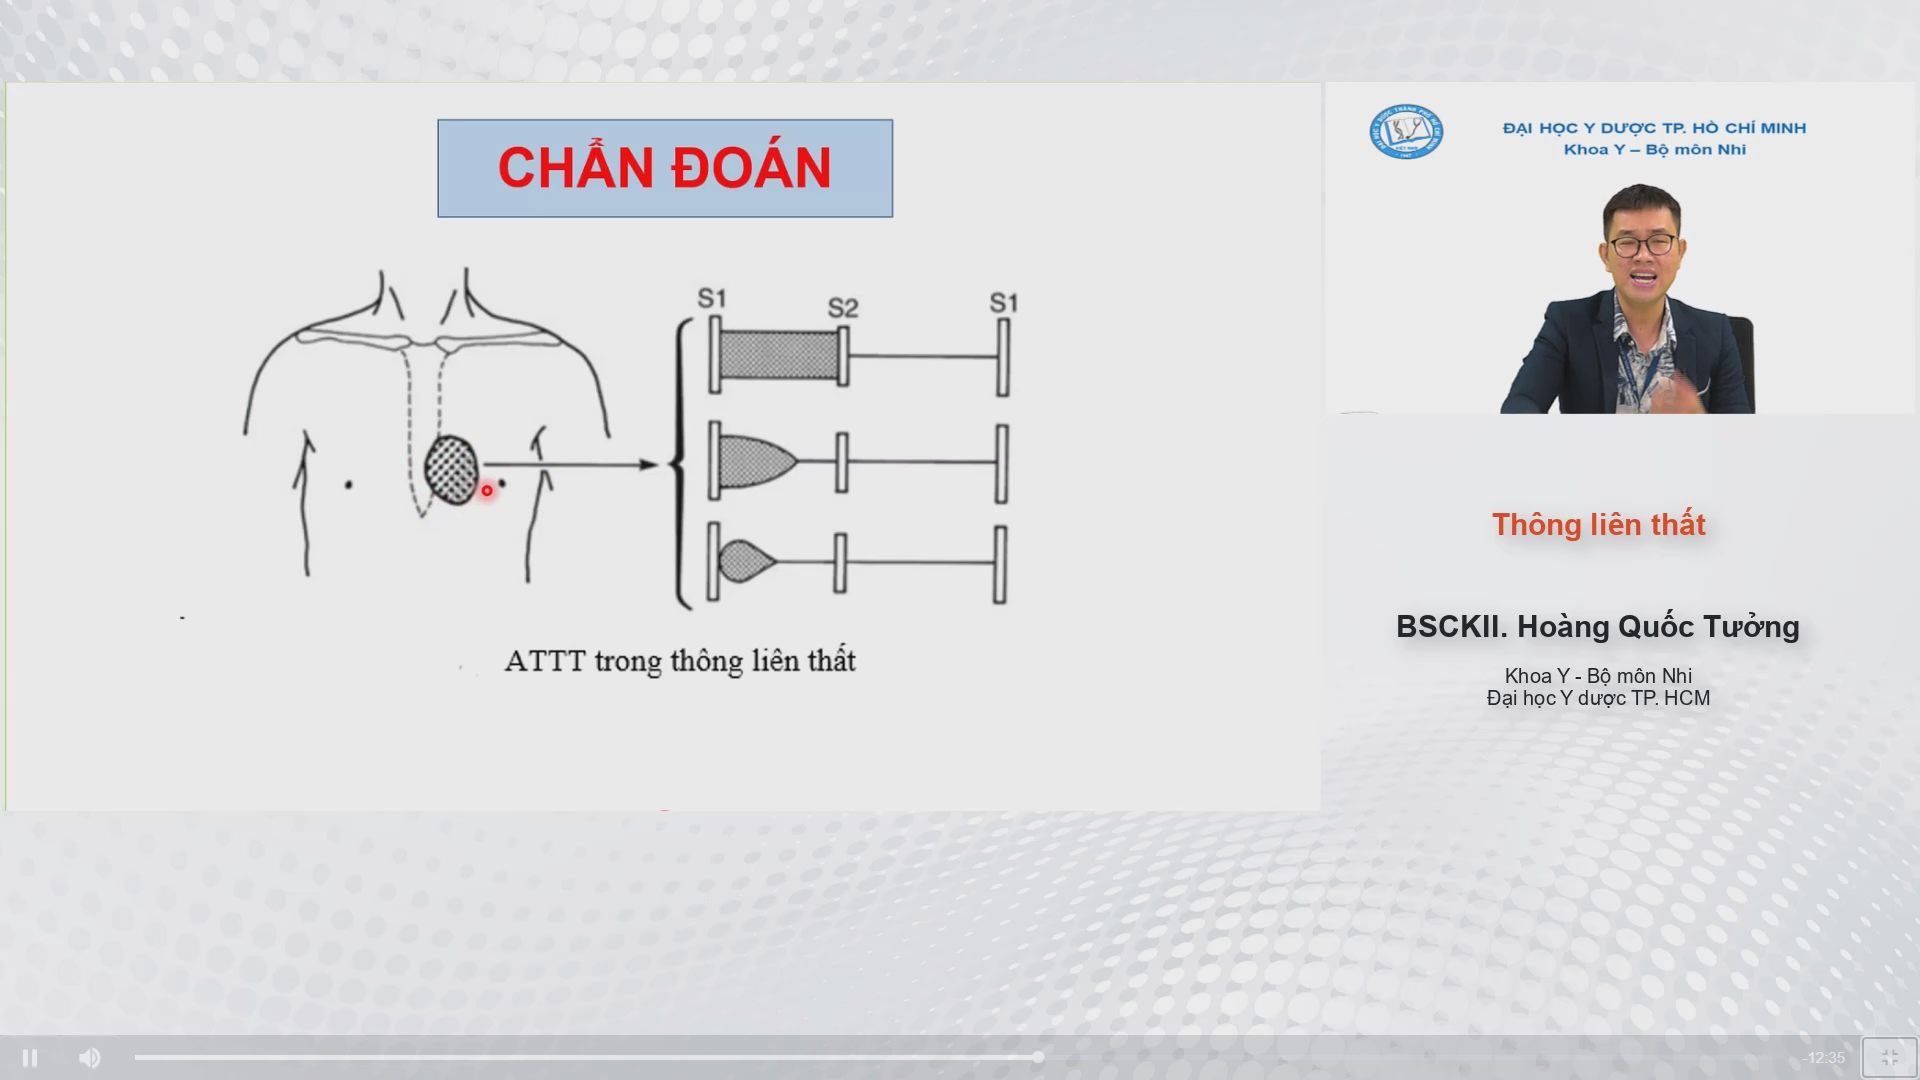 CHẨN ĐOÁN
S1
S2
S1
ATTT trong thông liên thất
ĐẠI HỌC Y DƯỢC TP. HỒ CHÍ MINH
Khoa Y – Bộ môn Nhi
Thông liên thất
BSCKII. Hoàng Quốc Tưởng
Khoa Y - Bộ môn Nhi
Đại học Y dược TP. HCM
-12:35